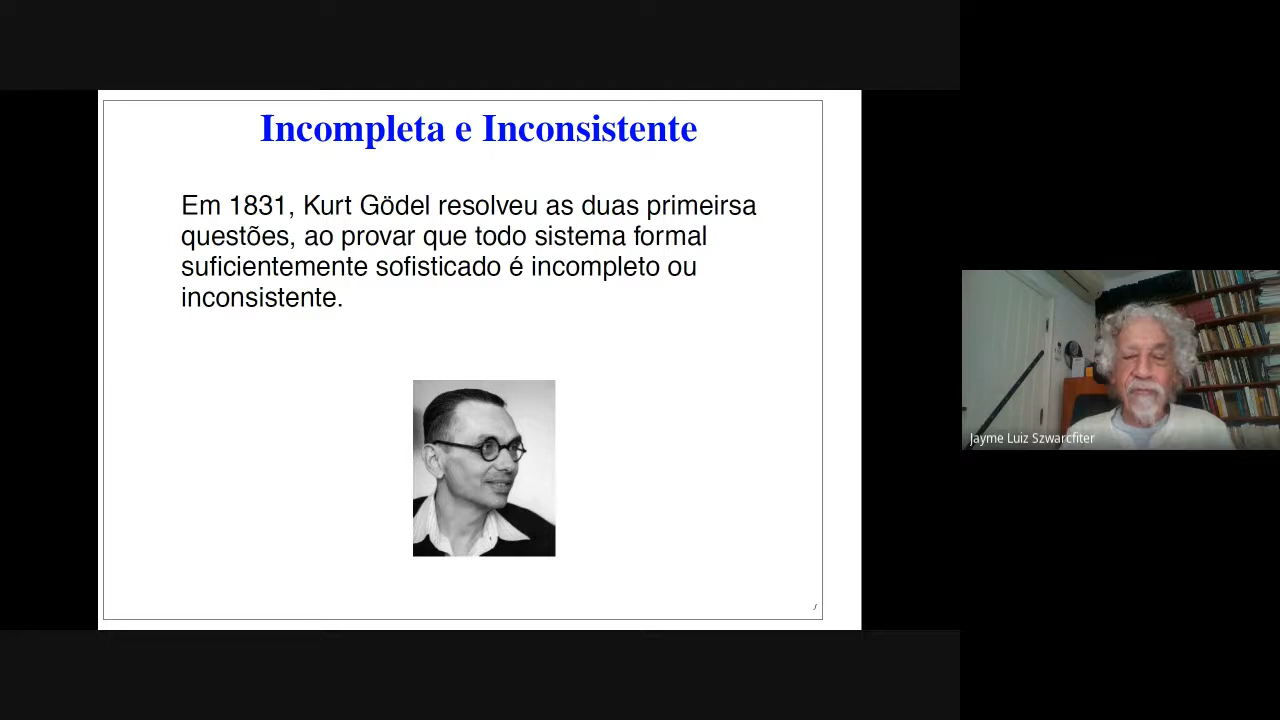 Incompleta e Inconsistente
Em 1831, Kurt Gödel resolveu as duas primeirsa
questões, ao provar que todo sistema formal
suficientemente sofisticado é incompleto ou
inconsistente.
Jayme Luiz Szwarcfiter